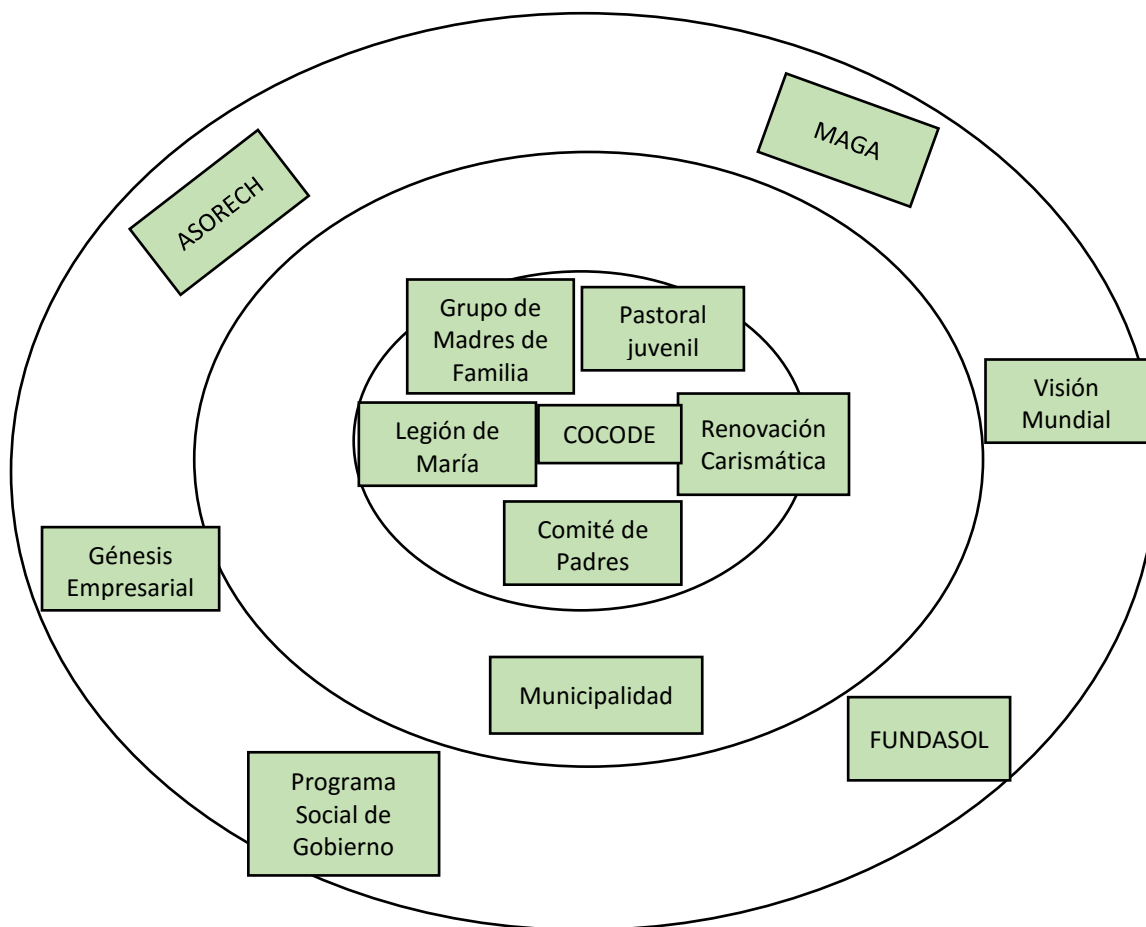 MAGA
ASORECH
Grupo de
Madres de
Familia
Pastoral
juvenil
Visión
Mundial
Legión de
María
COCODE
Renovación
Carismática
Comité de
Padres
Génesis
Empresarial
Municipalidad
FUNDASOL
Programa
Social de
Gobierno